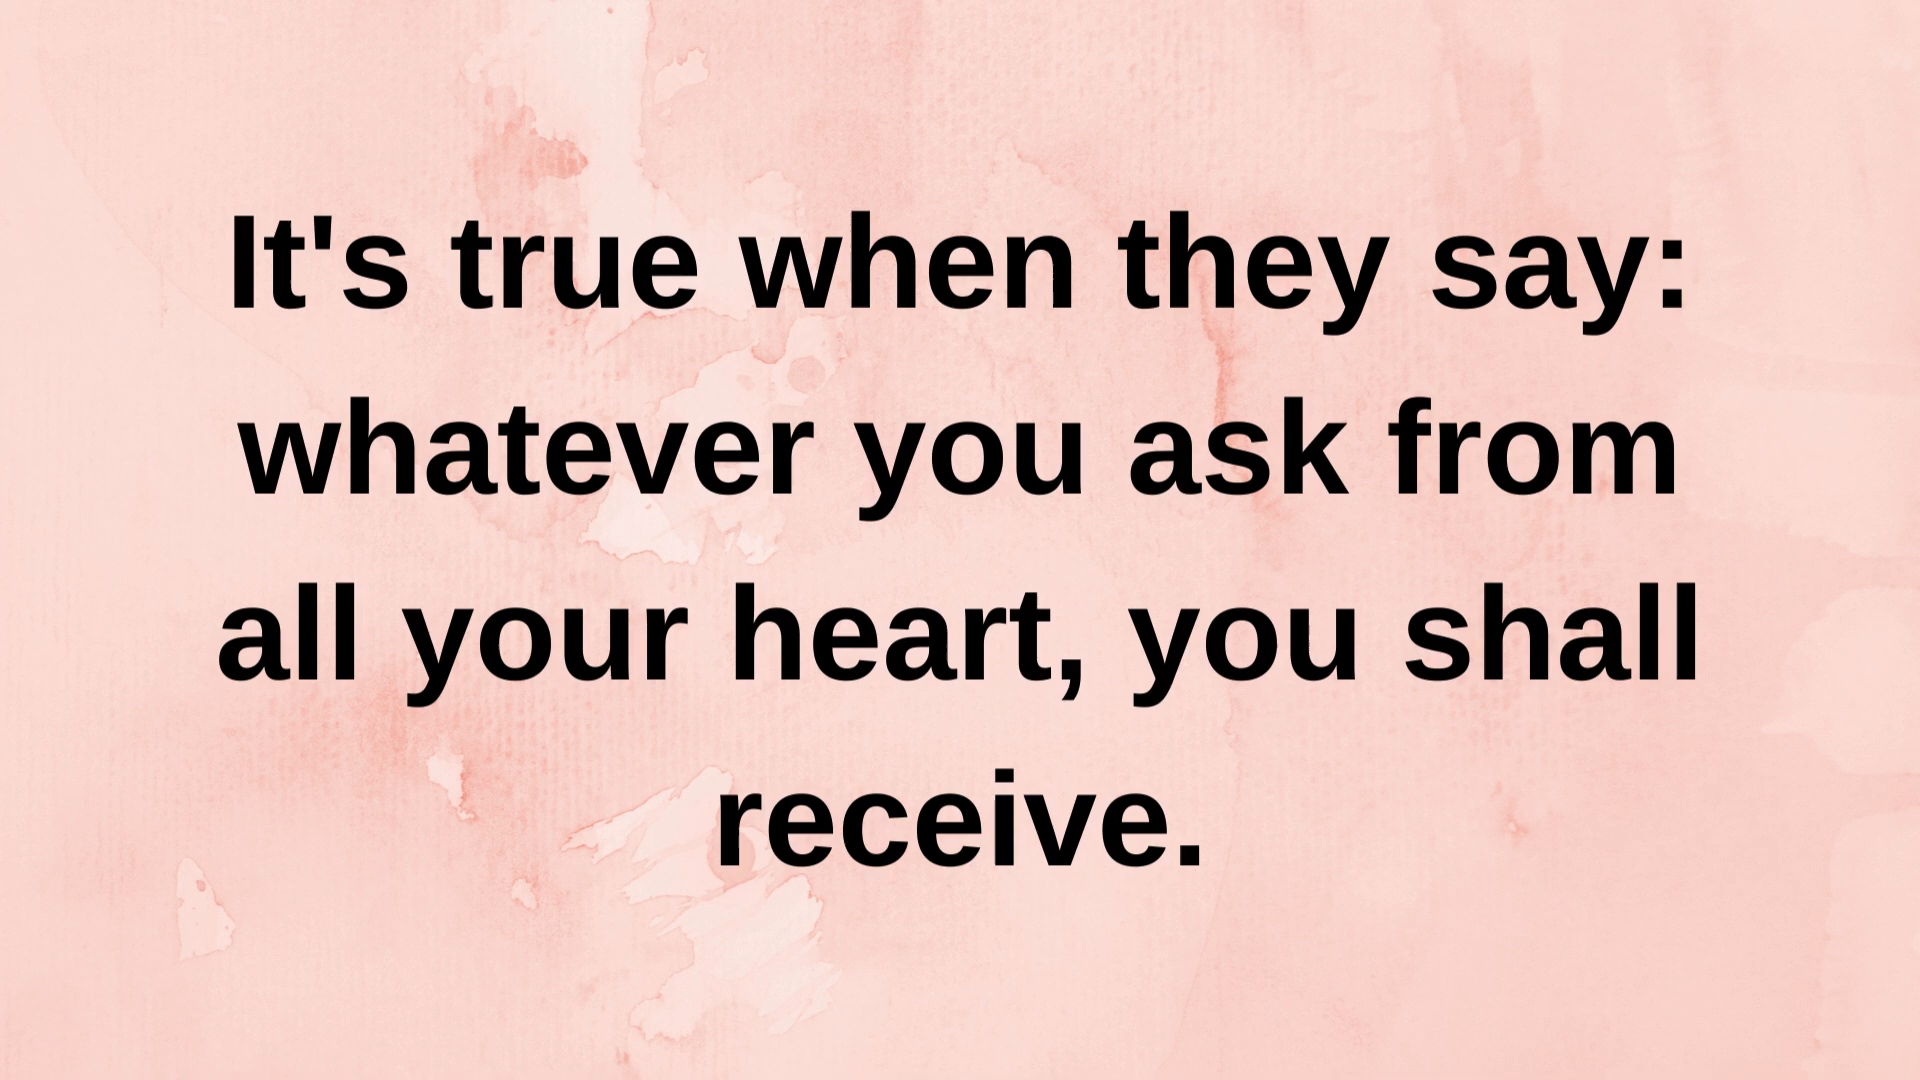 It's true when they say:
whatever you ask from
all your heart, you shall
receive.